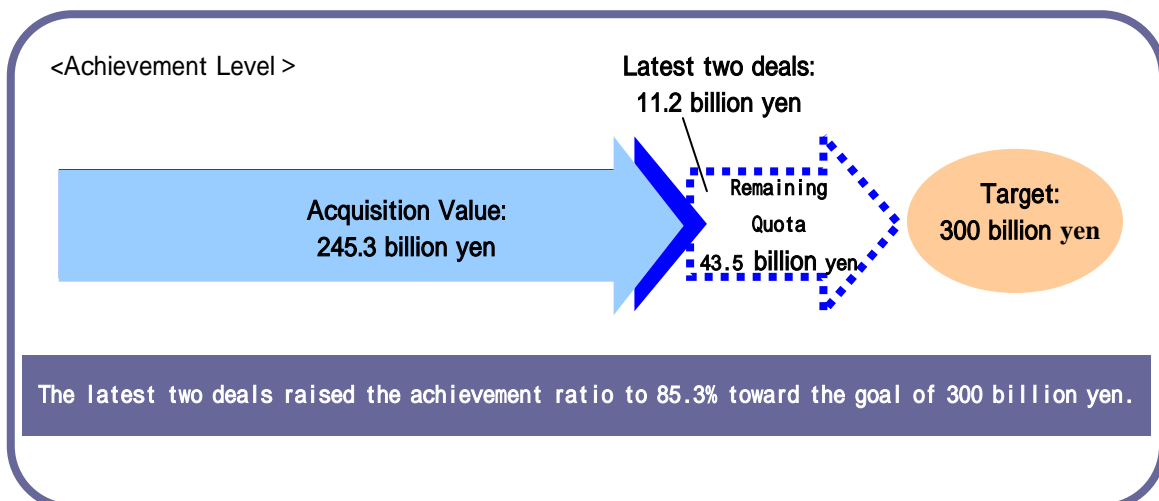 <Achievement Level >
Latest two deals:
11.2 billion yen
Acquisition Value:
245.3 billion yen
Remaining
Quota
43.5 billion yen
Target:
300 billion yen
The latest two deals raised the achievement ratio to 85.3% toward the goal of 300 billion yen.